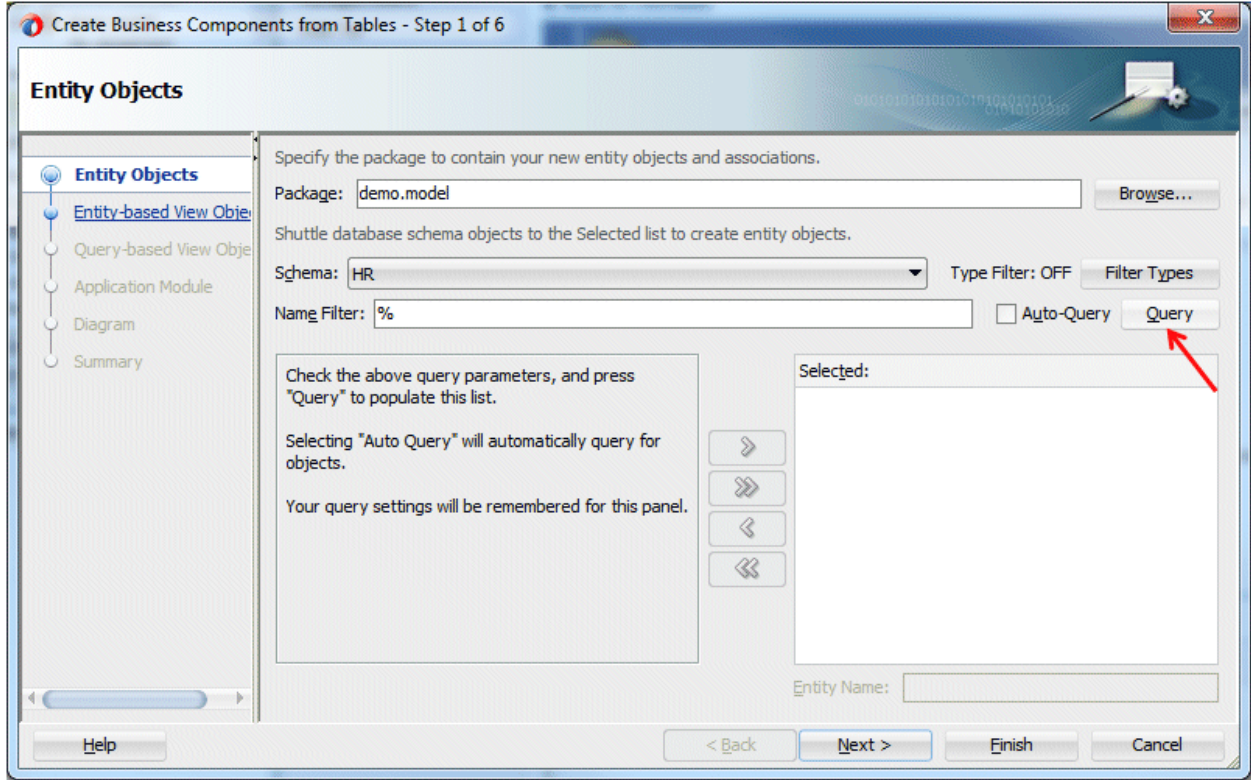 Create Business Components from Tables - Step 1 of 6
Entity Objects
Entity Objects
Entity-based View Obje
Query-based View Obje
Application Module
Diagram
Summary
Specify the package to contain your new entity objects and associations.
Package: demo.model Browse...
Shuttle database schema objects to the Selected list to create entity objects.
Schema: HR Type Filter: OFF Filter Types
Name Filter: % Auto-Query Query
Check the above query parameters, and press
"Query" to populate this list.
Selecting "Auto Query" will automatically query for
objects.
Your query settings will be remembered for this panel.
Selected:
Entity Name:
Help < Back Next > Finish Cancel